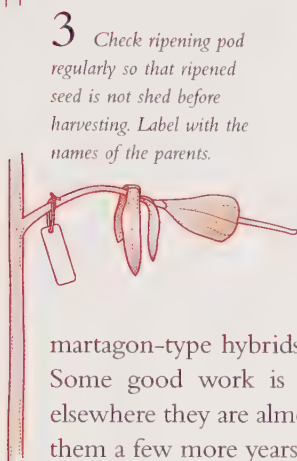 3 Check ripening pod
regularly so that ripened
seed is not shed before
harvesting. Label with the
names of the parents.
martagon-type hybrids
Some good work is
elsewhere they are
them a few more years